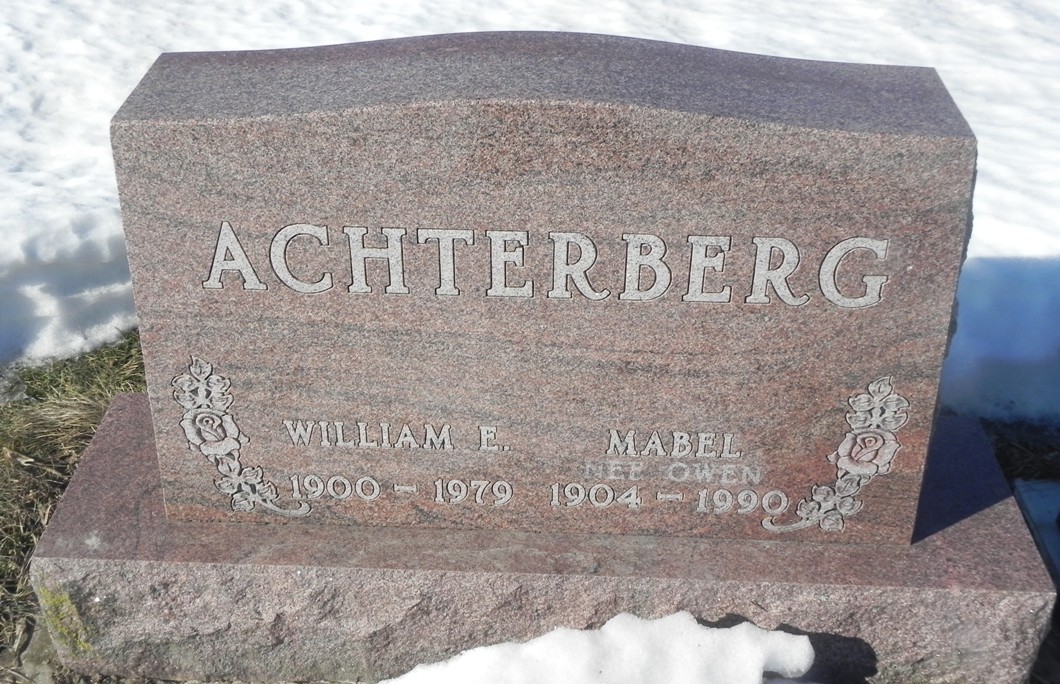 ACHTERBERG
WILLIAM E.
1900 – 1979
MABEL
NEE OWEN
1904 – 1990